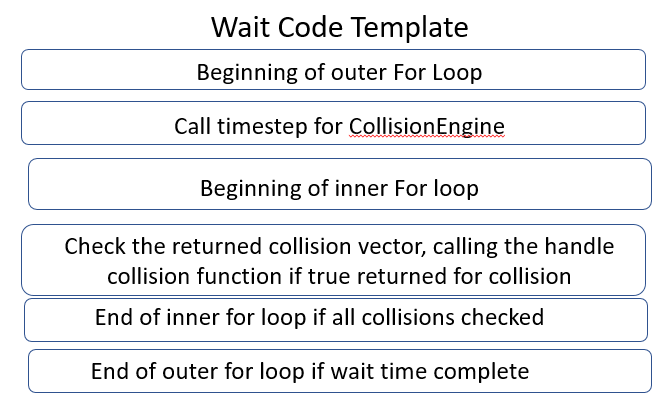 Wait Code Template
Beginning of outer For Loop
Call timestep for CollisionEngine
Beginning of inner For loop
Check the returned collision vector, calling the handle
collision function if true returned for collision
End of inner for loop if all collisions checked
End of outer for loop if wait time complete